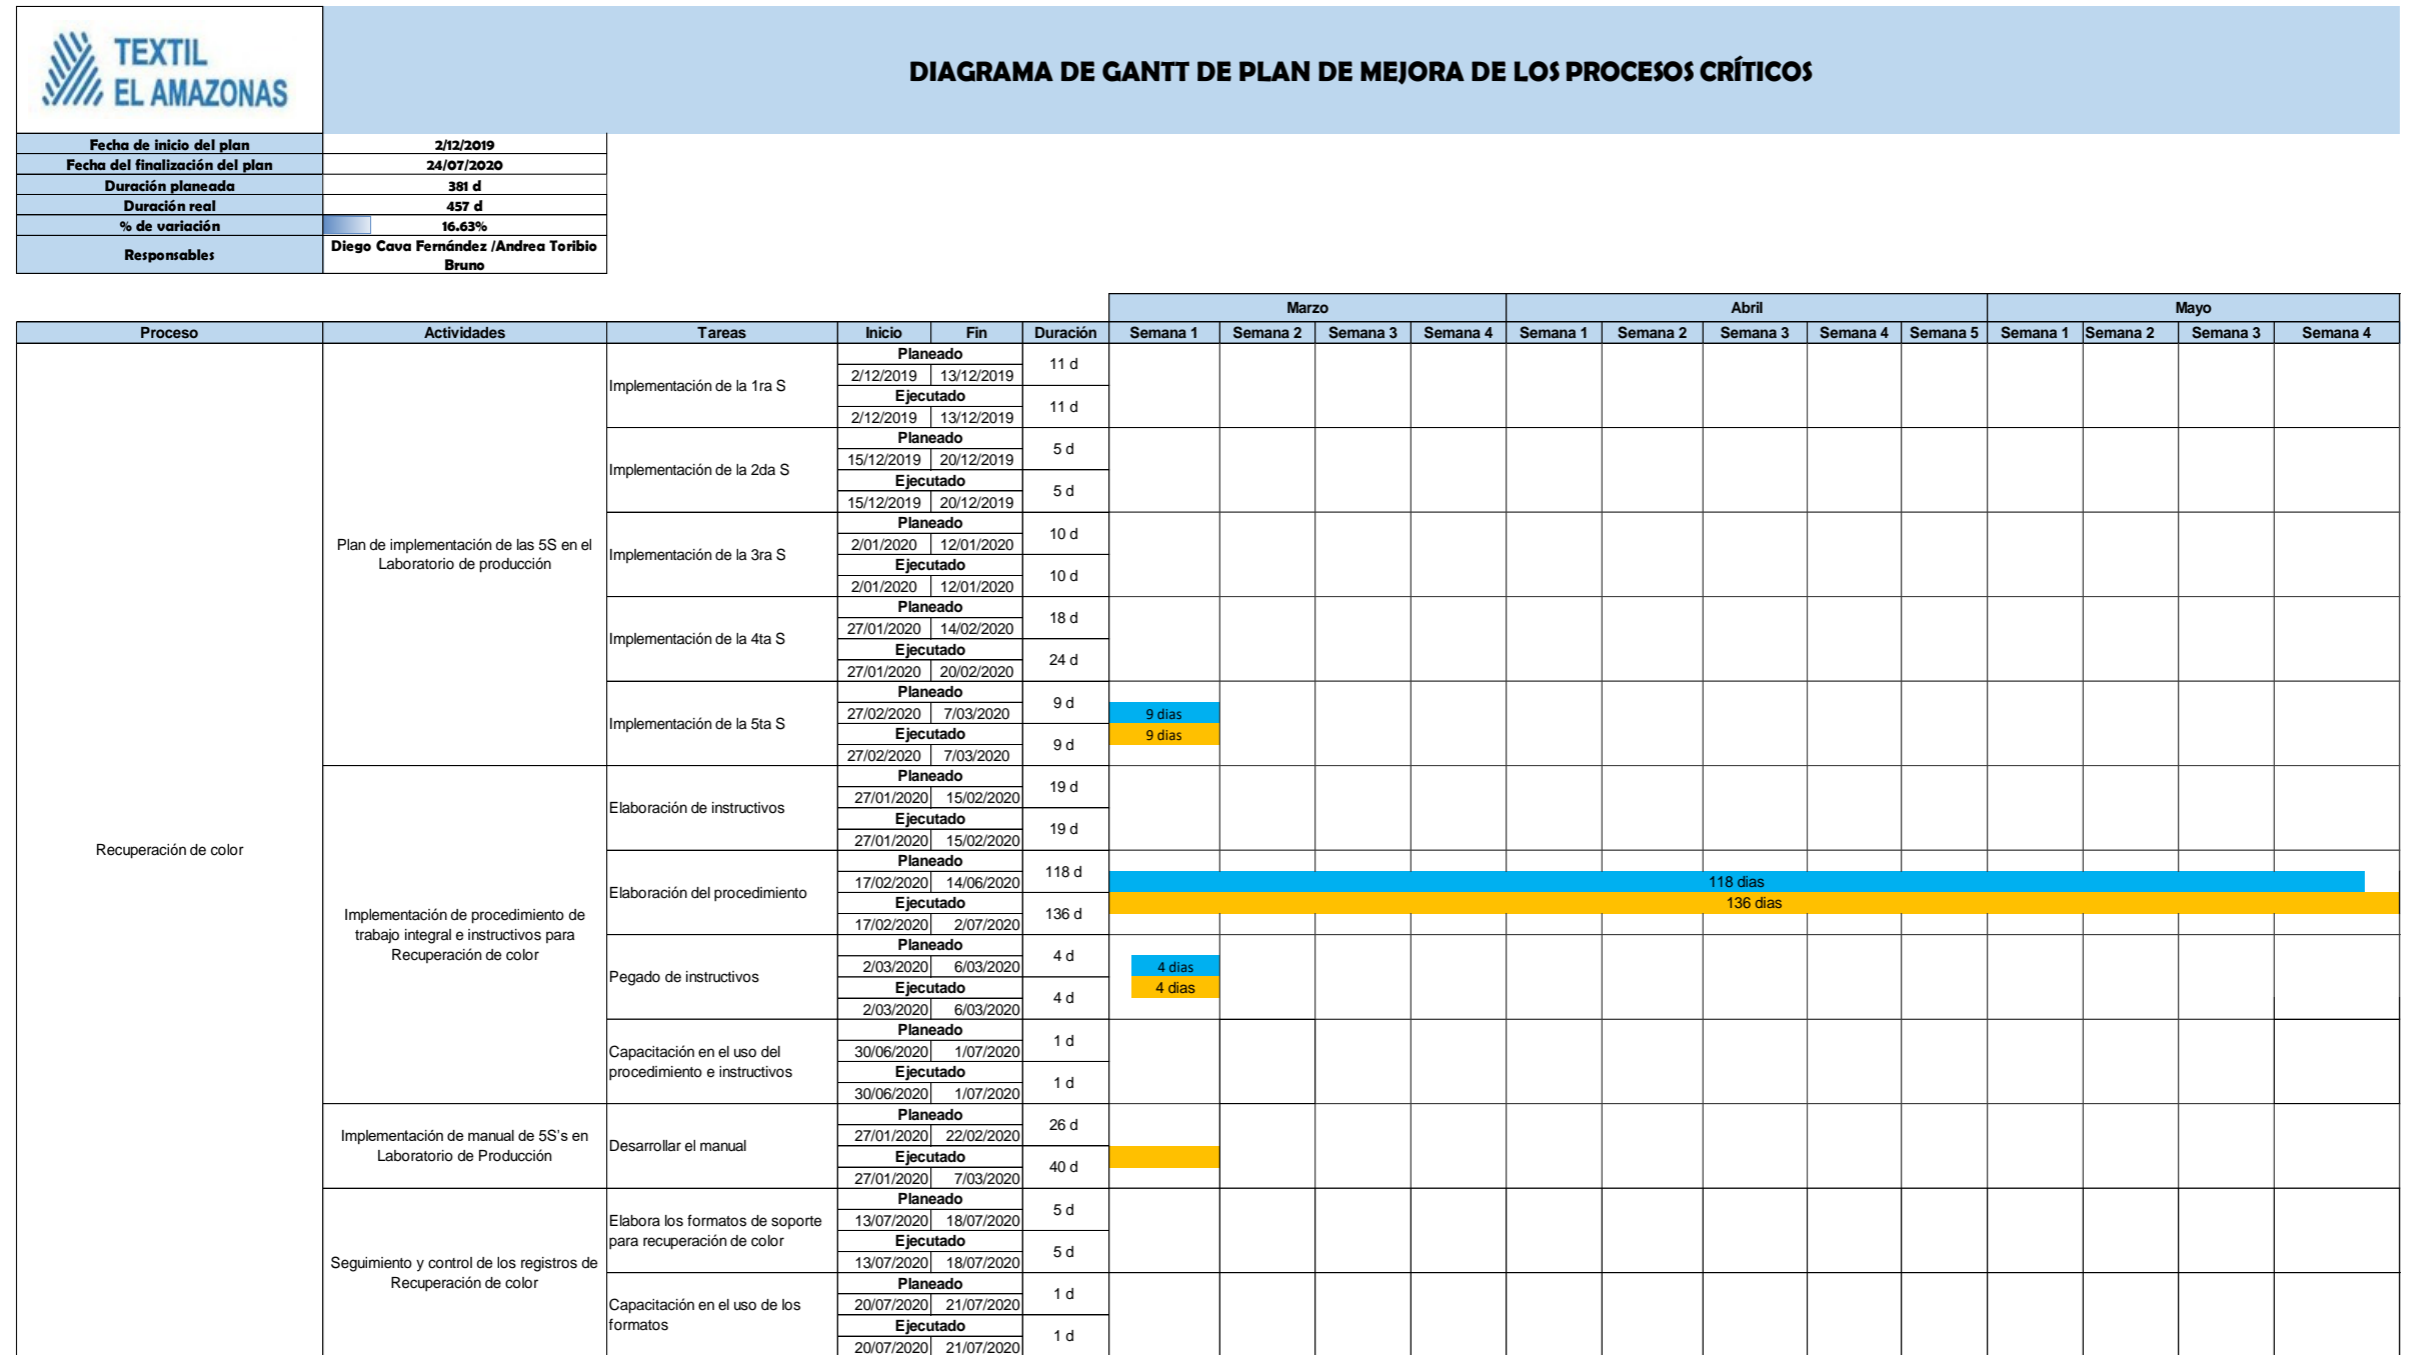 TEXTIL
EL AMAZONAS
DIAGRAMA DE GANTT DE PLAN DE MEJORA DE LOS PROCESOS CRÍTICOS
Fecha de inicio del plan 2/12/2019
Fecha del finalización del plan 24/07/2020
Duración planeada 381 d
Duración real 457 d
% de variación 16.63%
Responsables Diego Cava Fernández /Andrea Toribio
Bruno
Marzo Abril Mayo
Proceso Actividades Tareas Inicio Fin Duración Semana 1 Semana 2 Semana 3 Semana 4 Semana 1 Semana 2 Semana 3 Semana 4 Semana 5 Semana 1 Semana 2 Semana 3 Semana 4
Recuperación de color
Plan de implementación de las 5S en el
Laboratorio de producción
Implementación de la 1ra S
Planeado
2/12/2019 13/12/2019 11 d
Ejecutado
2/12/2019 13/12/2019 11 d
Implementación de la 2da S
Planeado
15/12/2019 20/12/2019 5 d
Ejecutado
15/12/2019 20/12/2019 5 d
Implementación de la 3ra S
Planeado
2/01/2020 12/01/2020 10 d
Ejecutado
2/01/2020 12/01/2020 10 d
Implementación de la 4ta S
Planeado
27/01/2020 14/02/2020 18 d
Ejecutado
27/01/2020 20/02/2020 24 d
Implementación de la 5ta S
Planeado
27/02/2020 7/03/2020 9 d 9 dias
Ejecutado
27/02/2020 7/03/2020 9 d 9 dias
Implementación de procedimiento de
trabajo integral e instructivos para
Recuperación de color
Elaboración de instructivos
Planeado
27/01/2020 15/02/2020 19 d
Ejecutado
27/01/2020 15/02/2020 19 d
Elaboración del procedimiento
Planeado
17/02/2020 14/06/2020 118 d 118 dias
Ejecutado
17/02/2020 2/07/2020 136 d 136 dias
Pegado de instructivos
Planeado
2/03/2020 6/03/2020 4 d 4 dias
Ejecutado
2/03/2020 6/03/2020 4 d 4 dias
Capacitación en el uso del
procedimiento e instructivos
Planeado
30/06/2020 1/07/2020 1 d
Ejecutado
30/06/2020 1/07/2020 1 d
Implementación de manual de 5S's en
Laboratorio de Producción
Desarrollar el manual
Planeado
27/01/2020 22/02/2020 26 d
Ejecutado
27/01/2020 7/03/2020 40 d
Seguimiento y control de los registros de
Recuperación de color
Elabora los formatos de soporte
para recuperación de color
Planeado
13/07/2020 18/07/2020 5 d
Ejecutado
13/07/2020 18/07/2020 5 d
Capacitación en el uso de los
formatos
Planeado
20/07/2020 21/07/2020 1 d
Ejecutado
20/07/2020 21/07/2020 1 d